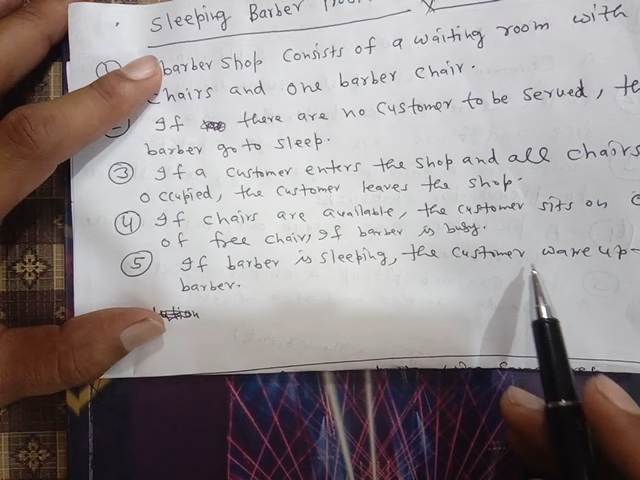 Sleeping Barber
① barber shop consists of a waiting room with
chairs and one barber chair.
If there are no customer to be served, the
barber go to sleep.
③ If a customer enters the shop and all chairs
occupied, the customer leaves the shop.
④ If chairs are available, the customer sits on
of free chair, If barber is busy.
⑤ If barber is sleeping, the customer wake up
barber.